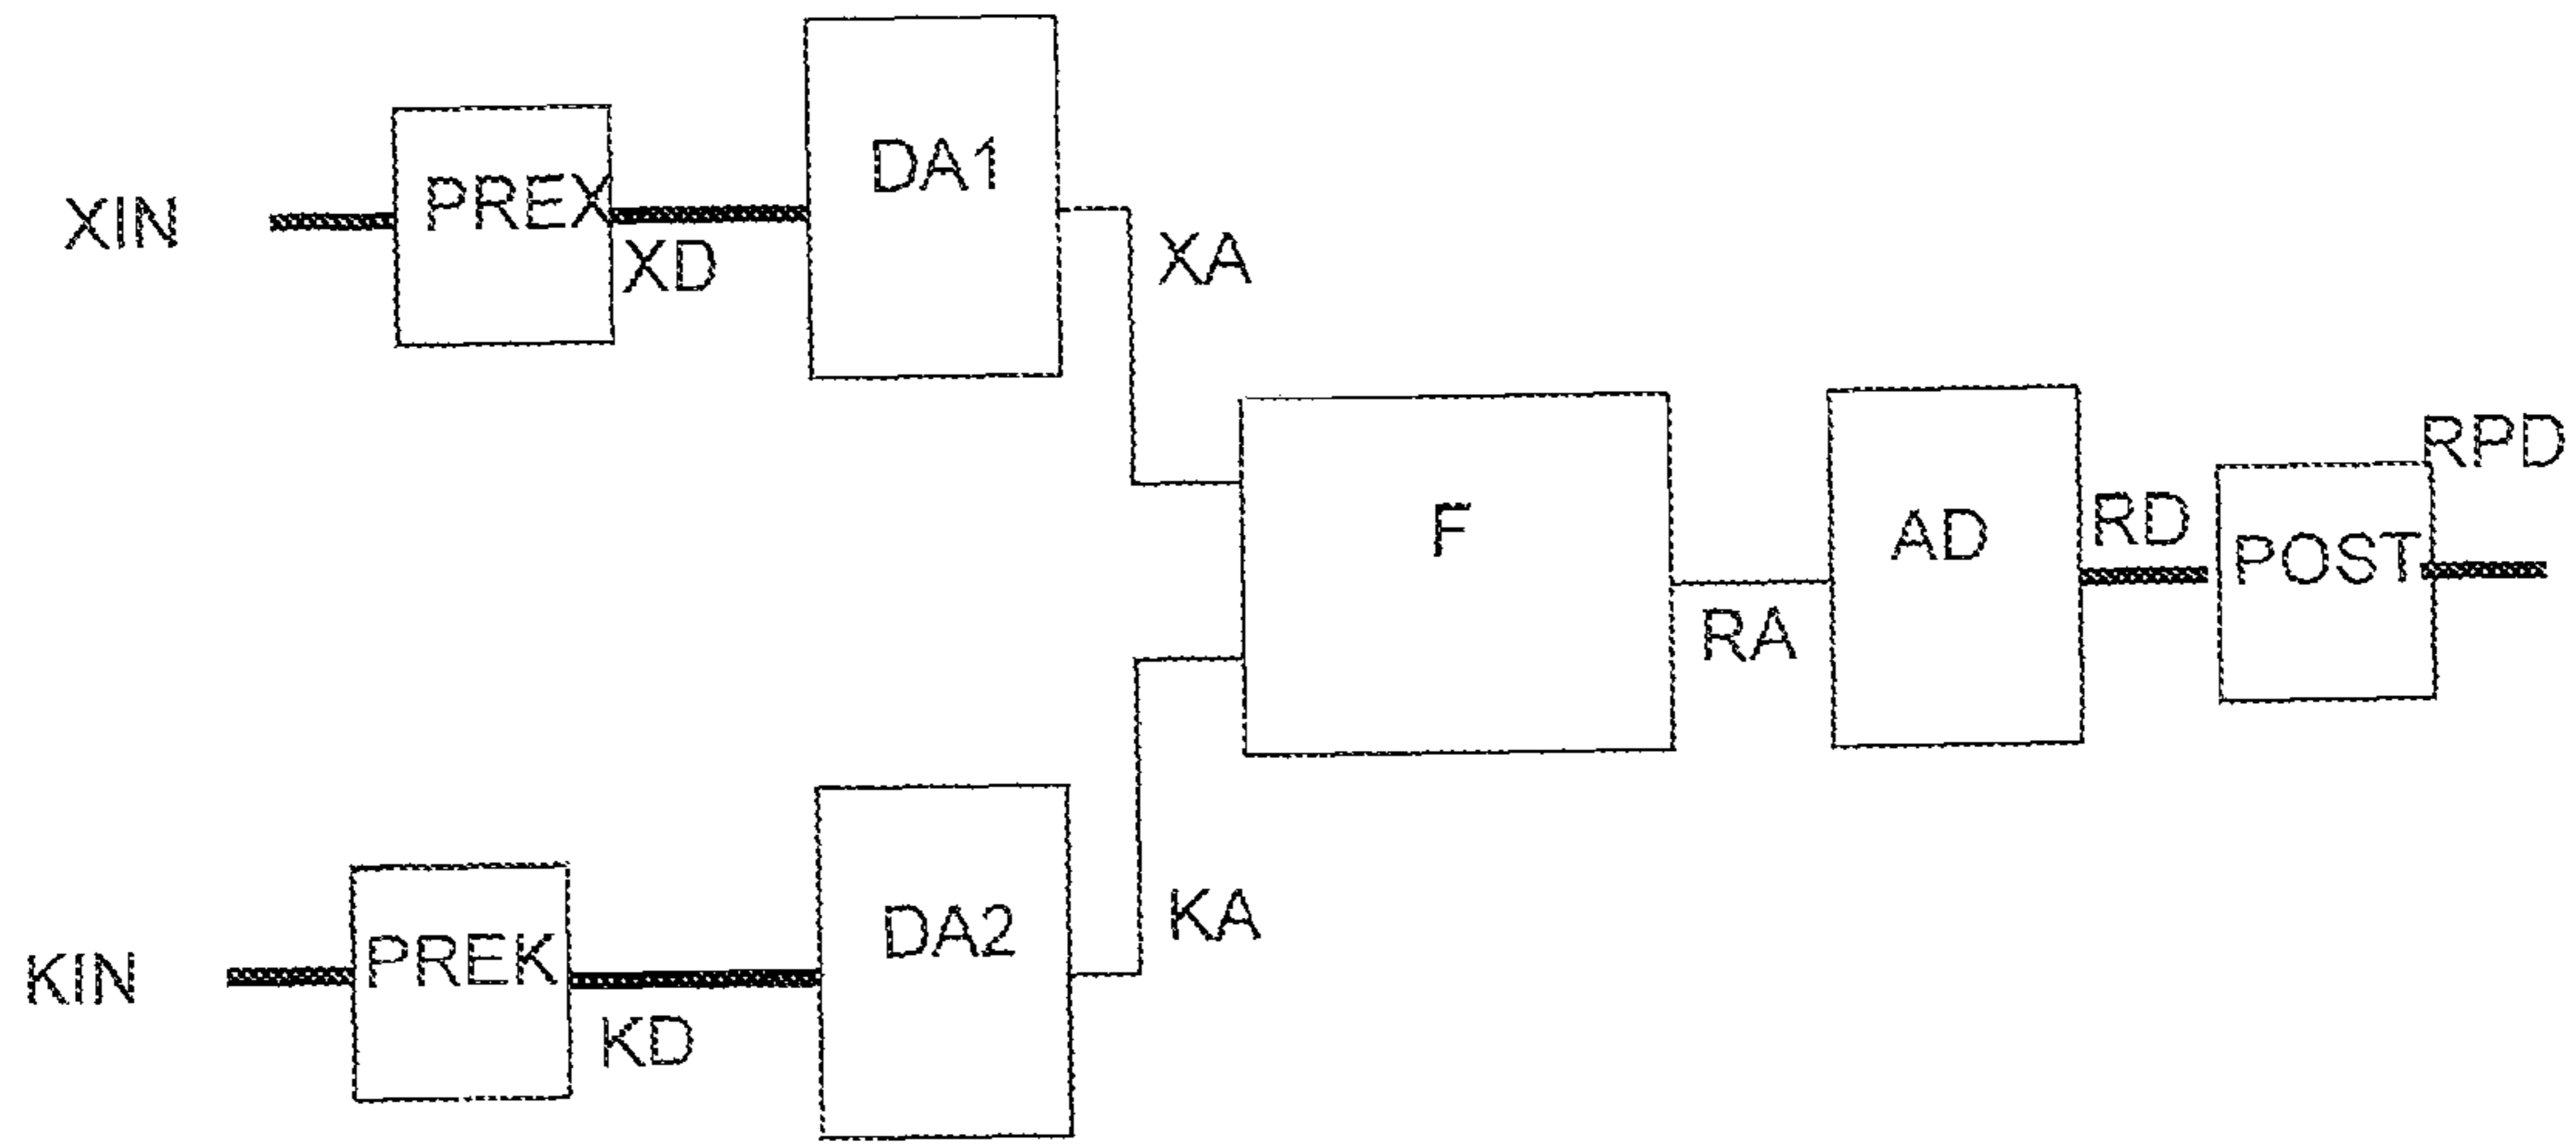 DA1
XIN
PREX
XD
XA
F
AD
RD
RPD
POST
RA
DA2
KA
KIN
PREK
KD